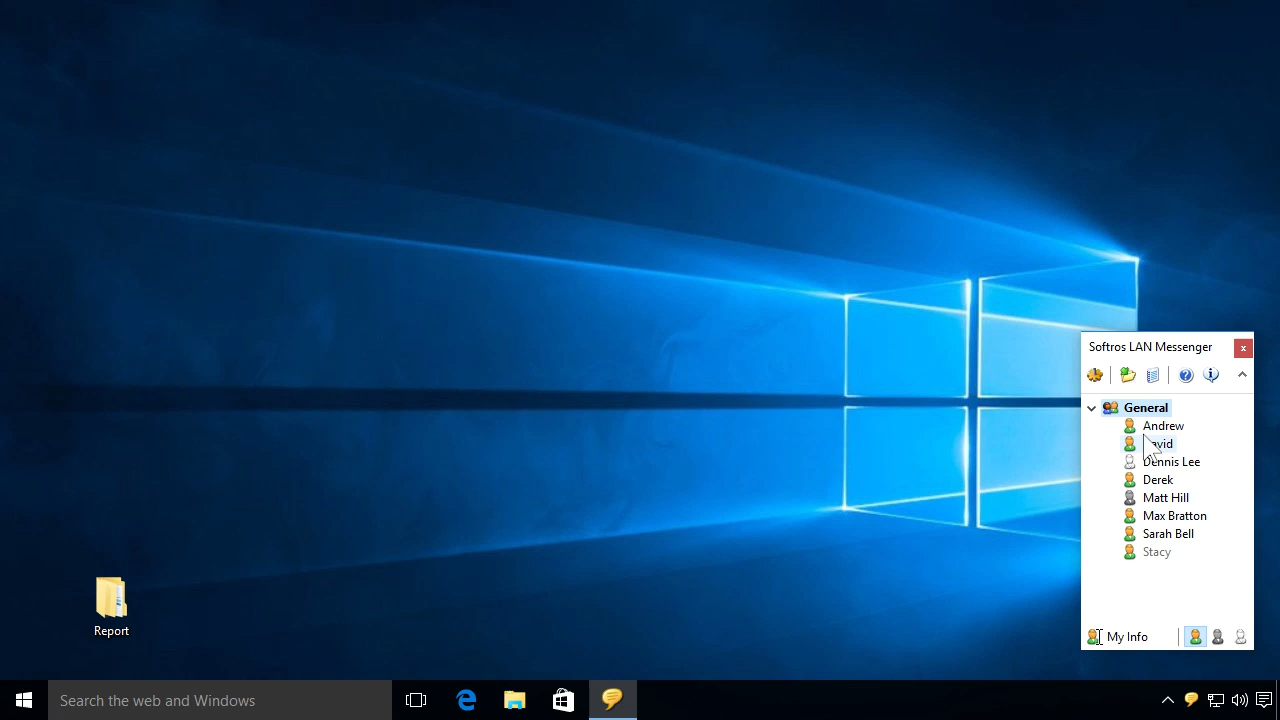 Softros LAN Messenger
General
Andrew
Dennis Lee
Derek
Matt Hill
Max Bratton
Sarah Bell
Stacy
My Info
Report
Search the web and Windows